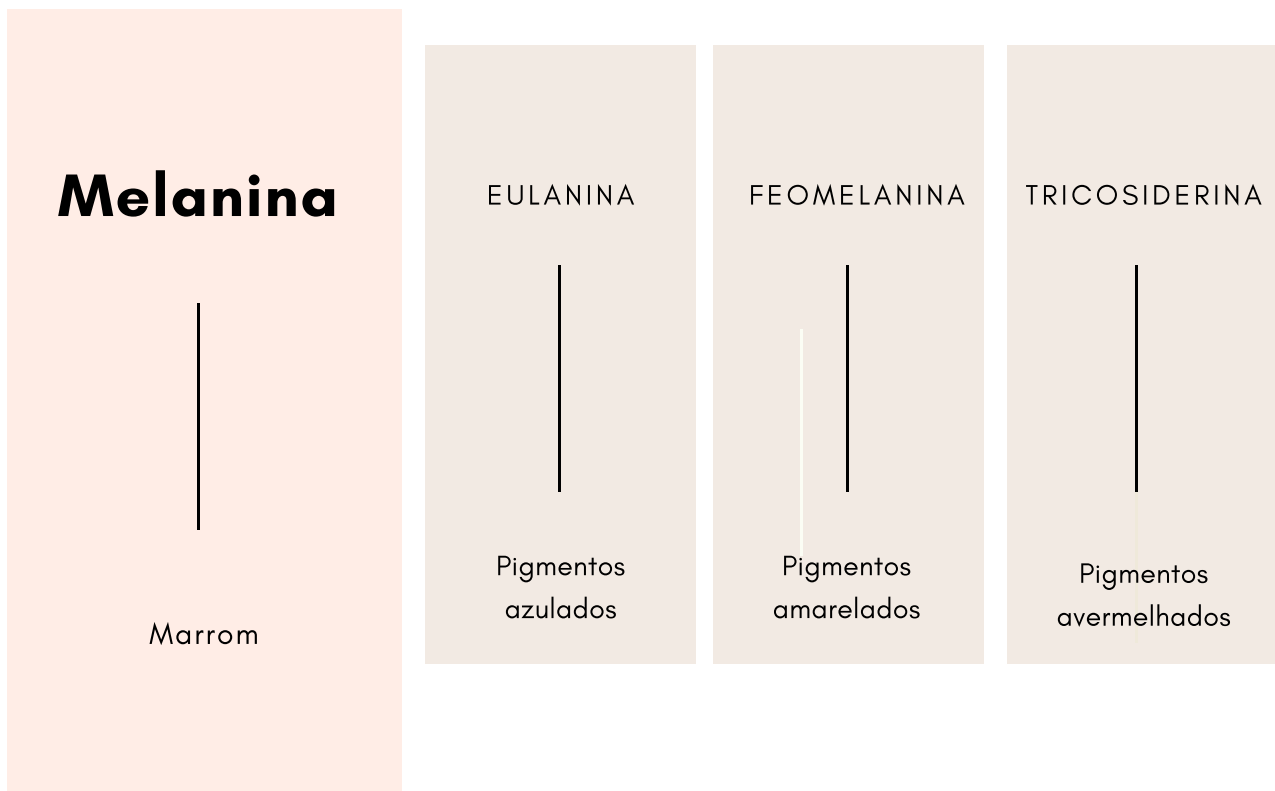 Melanina
Marrom
EULANINA
Pigmentos
azulados
FEOMELANINA
Pigmentos
amarelados
TRICOSIDERINA
Pigmentos
avermelhados